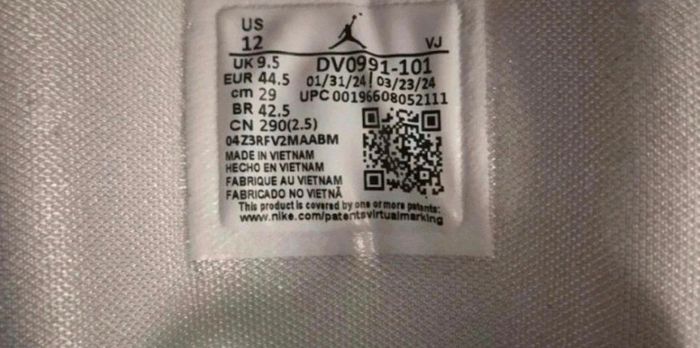 US
12
VJ
UK 9.5
DV0991-101
EUR 44.5
01/31/24 | 03/23/24
cm 29
UPC 00196608052111
BR 42.5
CN 290(2.5)
04Z3RFV2MAABM
MADE IN VIETNAM
HECHO EN VIETNAM
FABRIQUE AU VIETNAM
FABRICADO NO VIETNÃ
This product is covered by one or more patents:
www.nike.com/patentsvirtualmarking